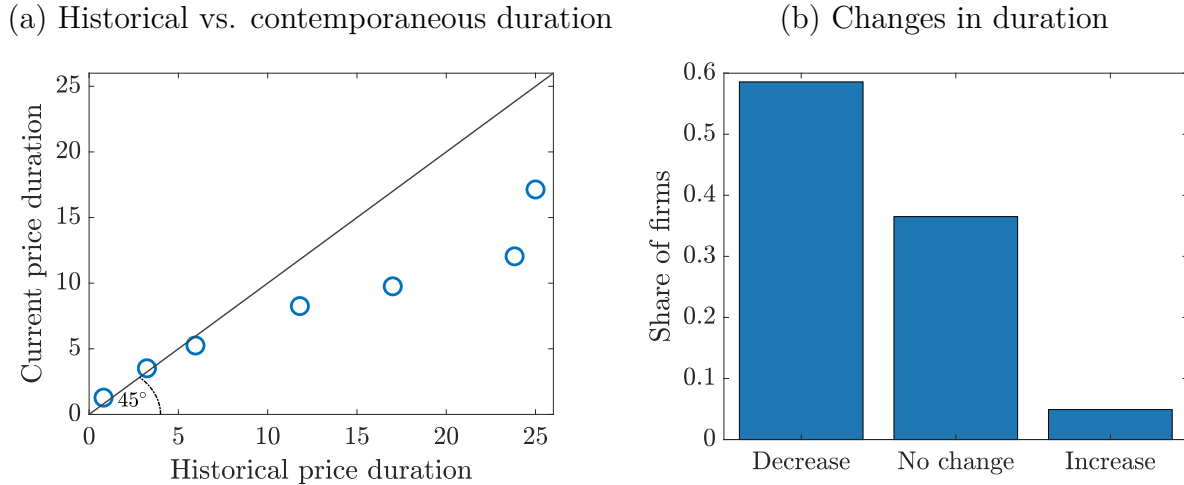 (a) Historical vs. contemporaneous duration
25
20
15
10
5
0
Current price duration
45°
0 5 10 15 20 25
Historical price duration
(b) Changes in duration
0.6
0.5
0.4
0.3
0.2
0.1
0
Share of firms
Decrease No change Increase